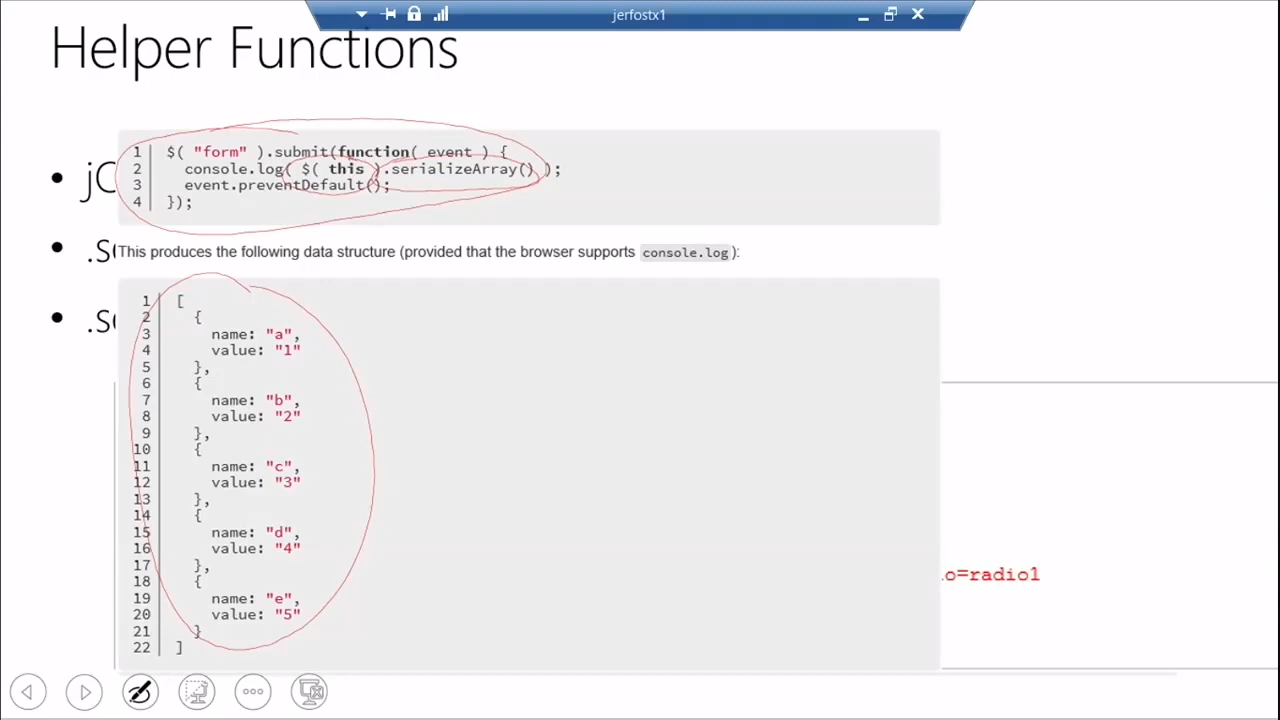 jerfostx1
Helper Functions
1 $( "form" ).submit(function( event ) {
2 console.log( $( this ).serializeArray() );
3 event.preventDefault();
4 });
This produces the following data structure (provided that the browser supports console.log):
1 [
2 {
3 name: "a",
4 value: "1"
5 },
6 {
7 name: "b",
8 value: "2"
9 },
10 {
11 name: "c",
12 value: "3"
13 },
14 {
15 name: "d",
16 value: "4"
17 },
18 {
19 name: "e",
20 value: "5"
21 }
22 ]
o=radio1